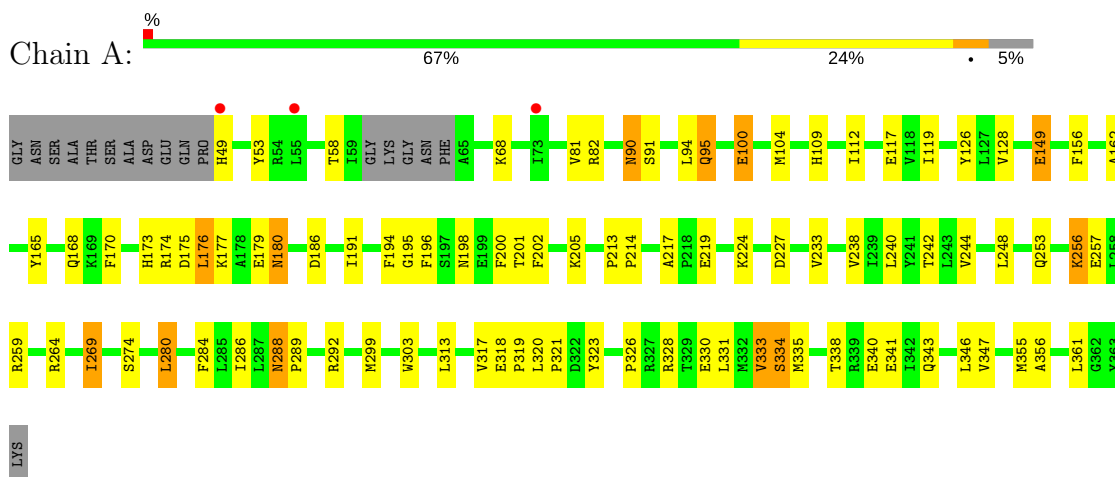 %
Chain A:
67% 24% • 5%
GLY ASN SER ALA THR SER ALA ASP GLU GLN PRO H49 Y53 R54 L55 T58 I59 GLY LYS GLY ASN PHE A65 K68 I73 V81 R82 N90 S91 L94 Q95 E100 M104 H109 I112 E117 V118 I119 Y126 L127 V128 E149 F156 A162
Y165 Q168 K169 F170 H173 R174 D175 L176 K177 A178 E179 N180 D186 I191 F194 G195 F196 S197 N198 E199 F200 T201 F202 K205 P213 P214 A217 P218 E219 K224 D227 V233 V238 I239 L240 Y241 T242 L243 V244 L248 Q253 K256 E257 L258
R259 R264 I269 S274 L280 F284 L285 I286 L287 N288 P289 R292 M299 W303 L313 V317 E318 P319 L320 P321 D322 Y323 P326 R327 R328 T329 E330 L331 M332 V333 S334 M335 T338 R339 E340 E341 I342 Q343 L346 V347 M355 A356 L361 G362 Y363
LYS